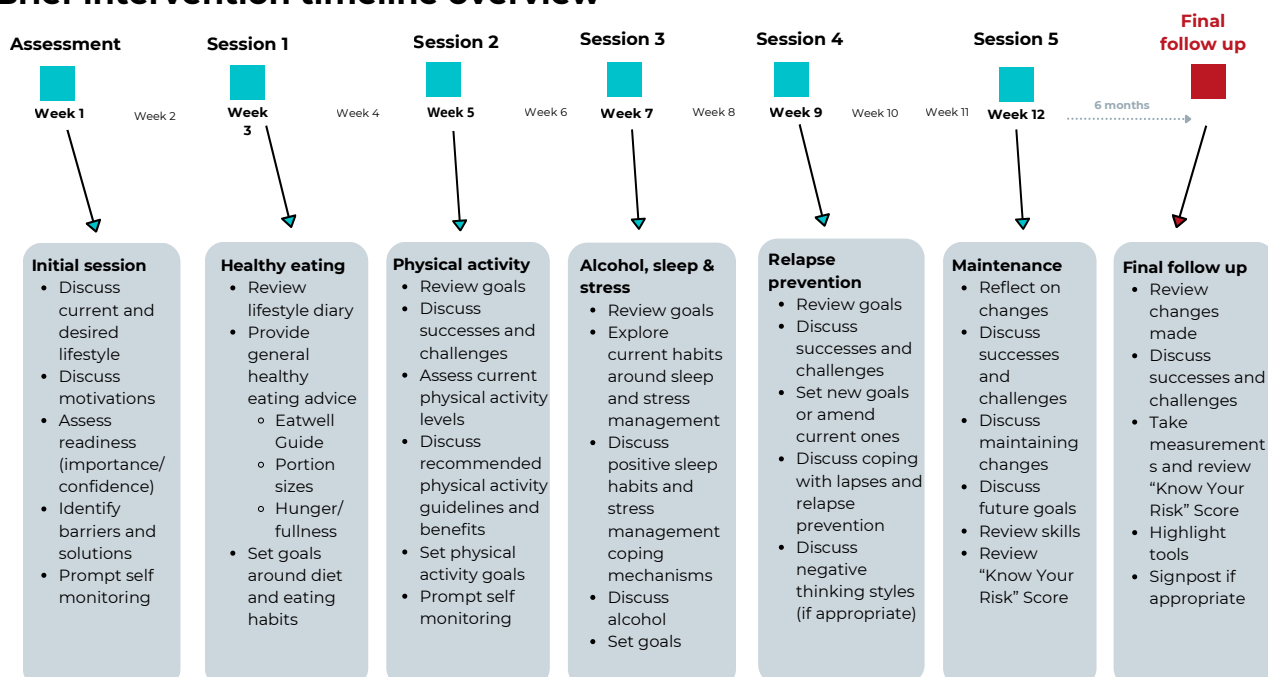 Brief intervention timeline overview
Assessment
Session 1
Session 2
Session 3
Session 4
Session 5
Final
follow up
Week 1
Week 2
Week
3
Week 4
Week 5
Week 6
Week 7
Week 8
Week 9
Week 10
Week 11
Week 12
6 months
Initial session
• Discuss
current and
desired
lifestyle
• Discuss
motivations
• Assess
readiness
(importance/
confidence)
• Identify
barriers and
solutions
• Prompt self
monitoring
Healthy eating
• Review
lifestyle diary
• Provide
general
healthy
eating advice
◦ Eatwell
Guide
◦ Portion
sizes
◦ Hunger/
fullness
• Set goals
around diet
and eating
habits
Physical activity
• Review goals
• Discuss
successes and
challenges
• Assess current
physical activity
levels
• Discuss
recommended
physical activity
guidelines and
benefits
• Set physical
activity goals
• Prompt self
monitoring
Alcohol, sleep &
stress
• Review goals
• Explore
current habits
around sleep
and stress
management
• Discuss
positive sleep
habits and
stress
management
coping
mechanisms
• Discuss
alcohol
• Set goals
Relapse
prevention
• Review goals
• Discuss
successes and
challenges
• Set new goals
or amend
current ones
• Discuss coping
with lapses and
relapse
prevention
• Discuss
negative
thinking styles
(if appropriate)
Maintenance
• Reflect on
changes
• Discuss
successes
and
challenges
• Discuss
maintaining
changes
• Discuss
future goals
• Review skills
• Review
“Know Your
Risk” Score
Final follow up
• Review
changes
made
• Discuss
successes and
challenges
• Take
measurement
s and review
“Know Your
Risk” Score
• Highlight
tools
• Signpost if
appropriate